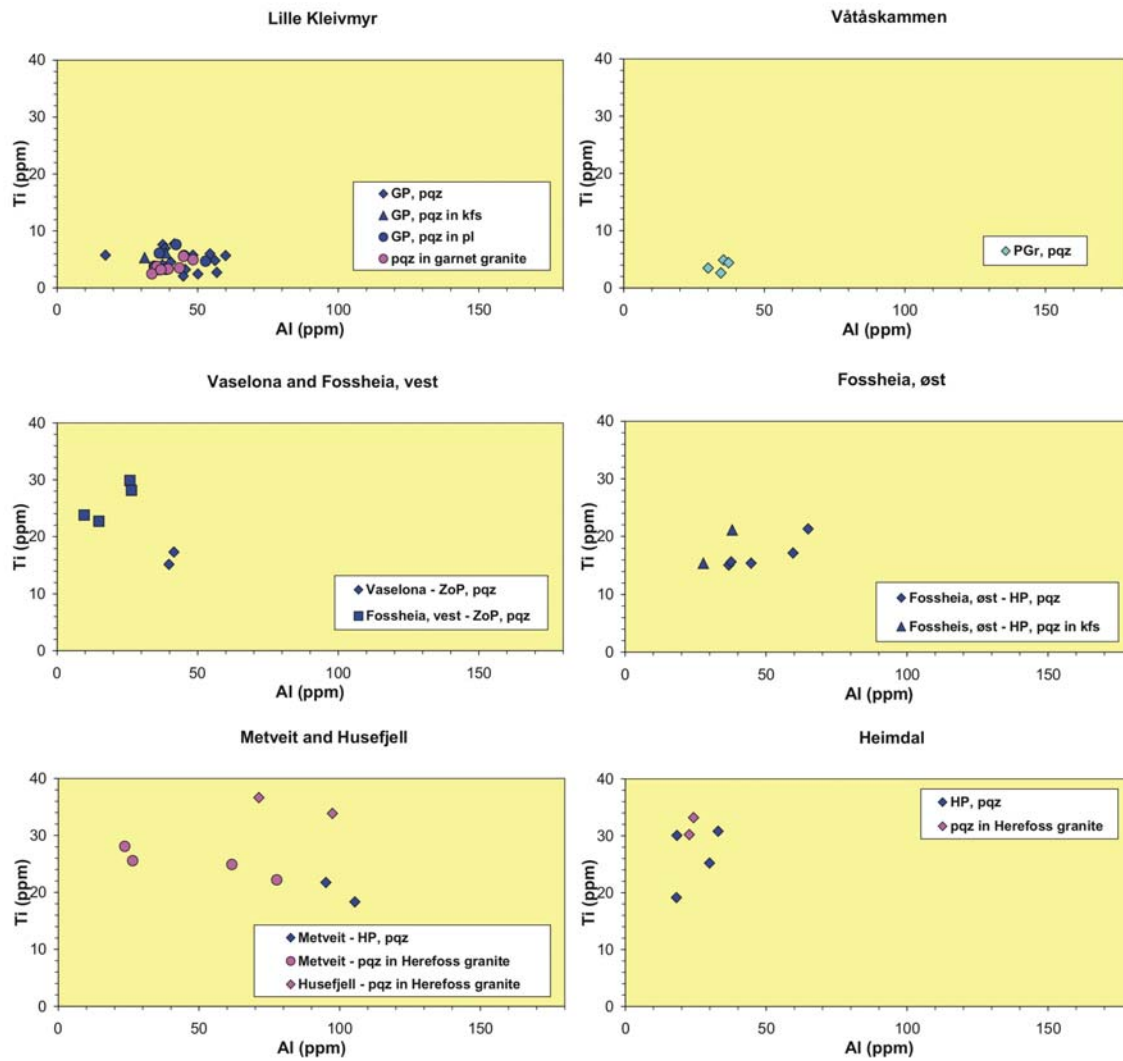 Lille Kleivmyr
40
30
20
10
0
Ti (ppm)
GP, pqz
GP, pqz in kfs
GP, pqz in pl
pqz in garnet granite
0 50 100 150
Al (ppm)
Våtåskammen
40
30
20
10
0
Ti (ppm)
PGr, pqz
0 50 100 150
Al (ppm)
Vaselona and Fossheia, vest
40
30
20
10
0
Ti (ppm)
Vaselona - ZoP, pqz
Fossheia, vest - ZoP, pqz
0 50 100 150
Al (ppm)
Fossheia, øst
40
30
20
10
0
Ti (ppm)
Fossheia, øst - HP, pqz
Fossheis, øst - HP, pqz in kfs
0 50 100 150
Al (ppm)
Metveit and Husefjell
40
30
20
10
0
Ti (ppm)
Metveit - HP, pqz
Metveit - pqz in Herefoss granite
Husefjell - pqz in Herefoss granite
0 50 100 150
Al (ppm)
Heimdal
40
30
20
10
0
Ti (ppm)
HP, pqz
pqz in Herefoss granite
0 50 100 150
Al (ppm)